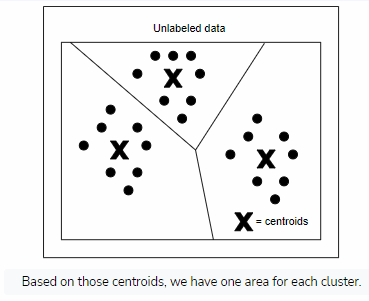 Unlabeled data
X
X
X
X = centroids
Based on those centroids, we have one area for each cluster.